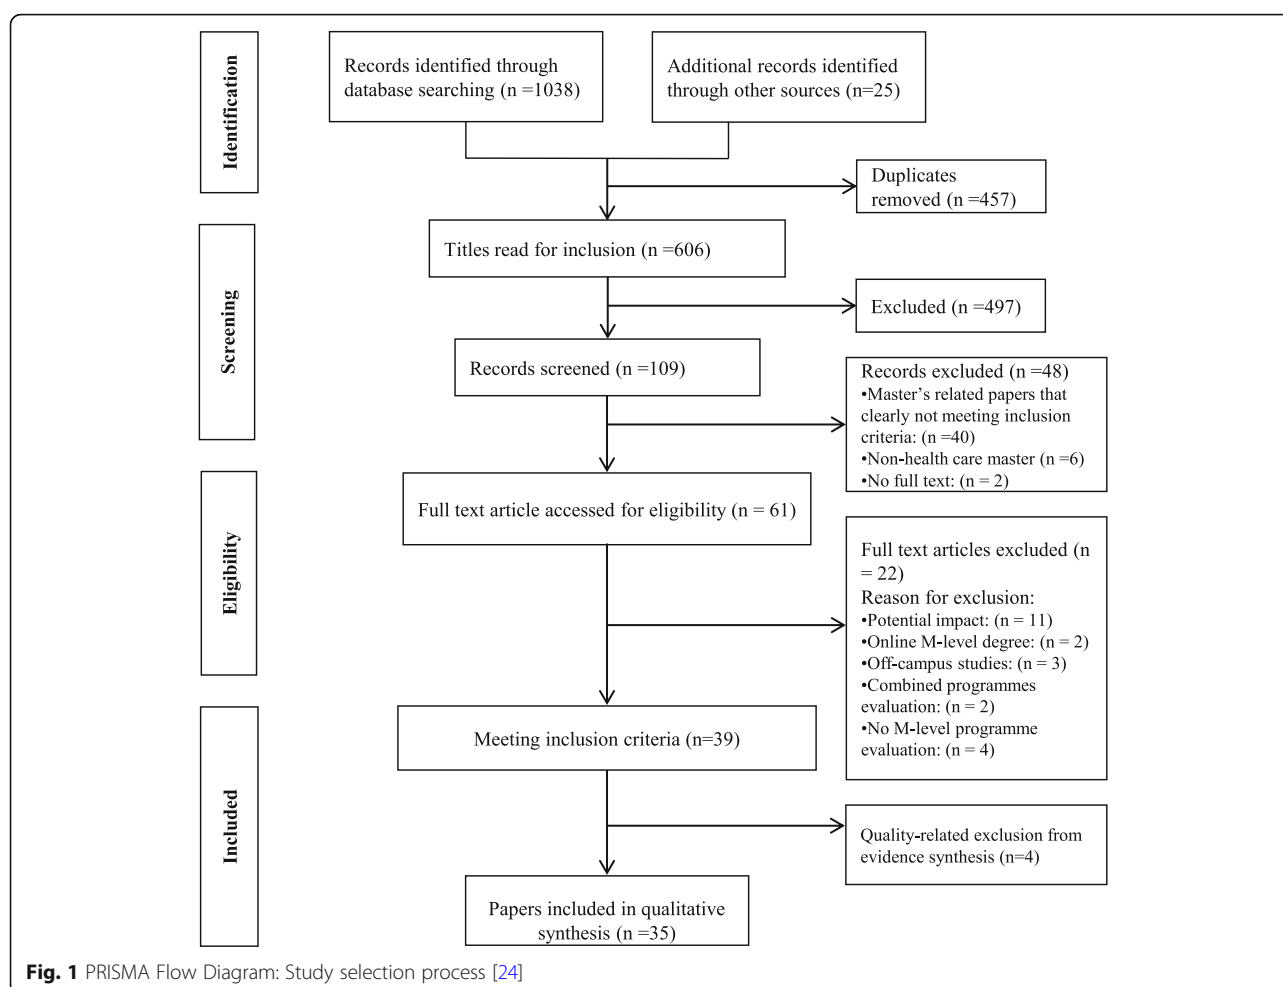 Identification
Records identified through
database searching (n =1038)
Additional records identified
through other sources (n=25)
Duplicates
removed (n =457)
Screening
Titles read for inclusion (n =606)
Excluded (n =497)
Records screened (n =109)
Records excluded (n =48)
•Master's related papers that
clearly not meeting inclusion
criteria: (n =40)
•Non-health care master (n =6)
•No full text: (n = 2)
Eligibility
Full text article accessed for eligibility (n = 61)
Full text articles excluded (n
= 22)
Reason for exclusion:
•Potential impact: (n = 11)
•Online M-level degree: (n = 2)
•Off-campus studies: (n = 3)
•Combined programmes
evaluation: (n = 2)
•No M-level programme
evaluation: (n = 4)
Included
Meeting inclusion criteria (n=39)
Quality-related exclusion from
evidence synthesis (n=4)
Papers included in qualitative
synthesis (n =35)
Fig. 1 PRISMA Flow Diagram: Study selection process [24]